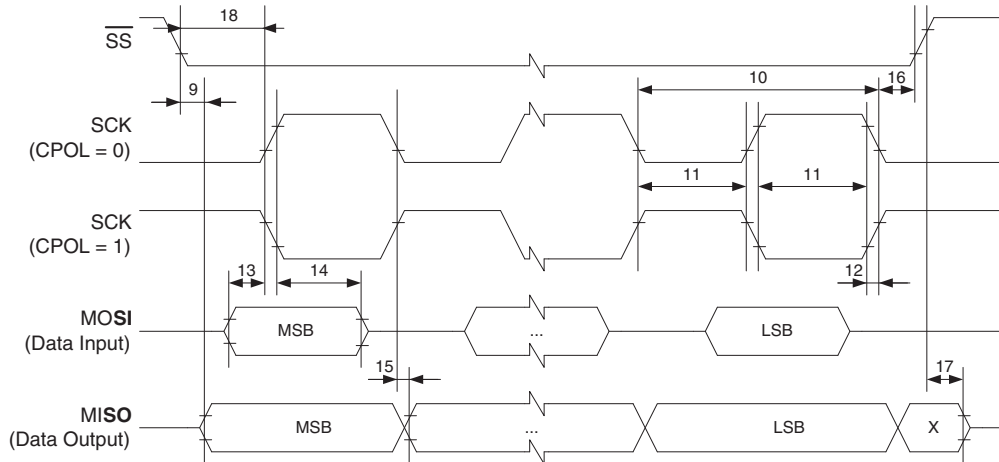 18
SS
9
10
16
SCK
(CPOL = 0)
11
11
SCK
(CPOL = 1)
13
14
12
MOSI
(Data Input)
MSB
...
LSB
15
17
MISO
(Data Output)
MSB
...
LSB
X